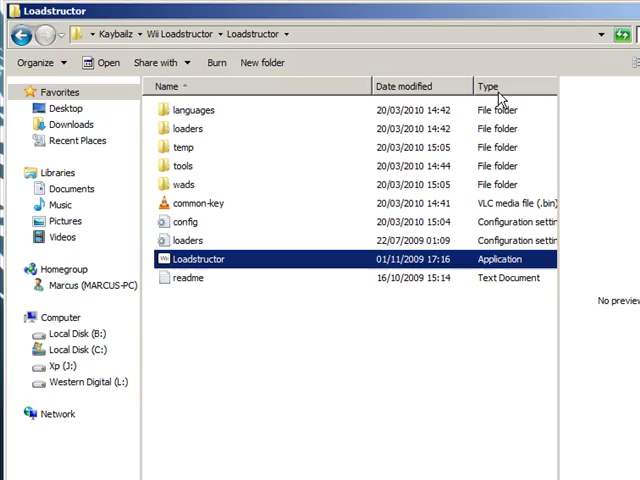 Loadstructor
Kaybailz Wii Loadstructor Loadstructor
Organize Open Share with Burn New folder
Name Date modified Type
Favorites
Desktop
Downloads
Recent Places
Libraries
Documents
Music
Pictures
Videos
Homegroup
Marcus (MARCUS-PC)
Computer
Local Disk (B:)
Local Disk (C:)
Xp (J:)
Western Digital (L:)
Network
languages 20/03/2010 14:42 File folder
loaders 20/03/2010 14:42 File folder
temp 20/03/2010 15:05 File folder
tools 20/03/2010 14:44 File folder
wads 20/03/2010 15:05 File folder
common-key 20/03/2010 14:41 VLC media file (.bin)
config 20/03/2010 15:04 Configuration settin
loaders 22/07/2009 01:09 Configuration settin
Loadstructor 01/11/2009 17:16 Application
readme 16/10/2009 15:14 Text Document
No preview